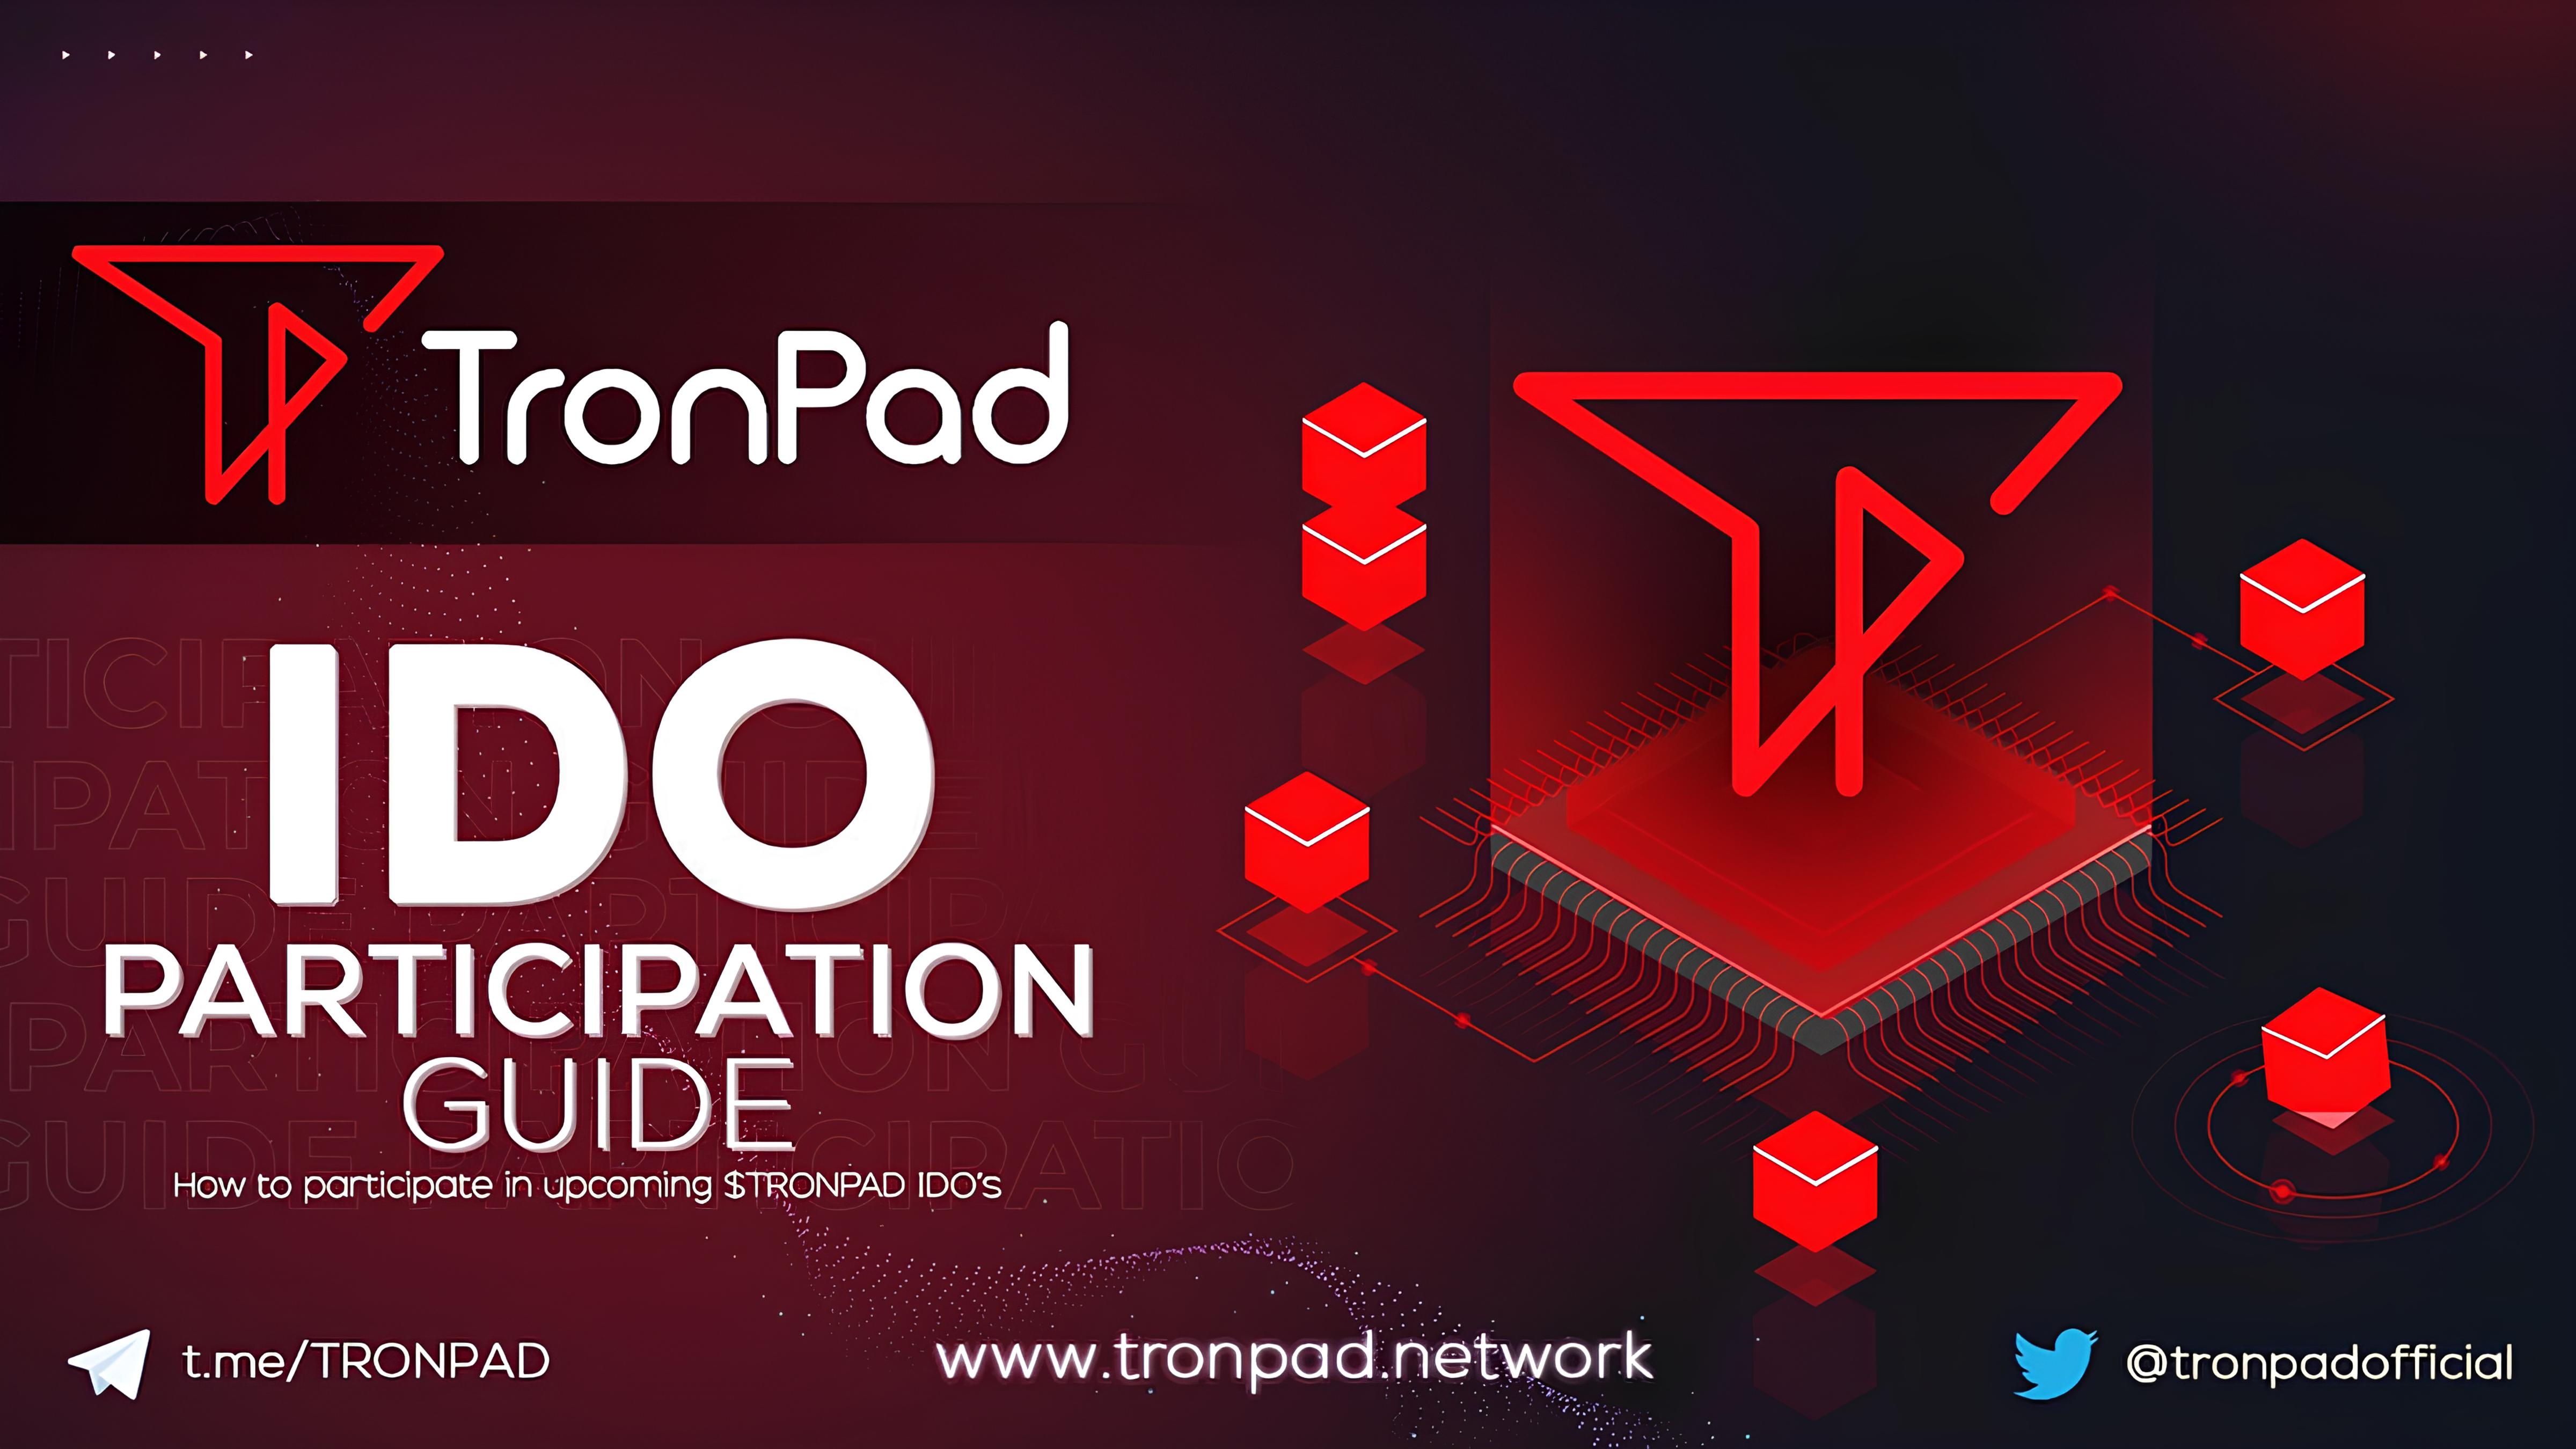 TronPad
IDO
PARTICIPATION
GUIDE
How to participate in upcoming $TRONPAD IDO's
t.me/TRONPAD
www.tronpad.network
@tronpadofficial